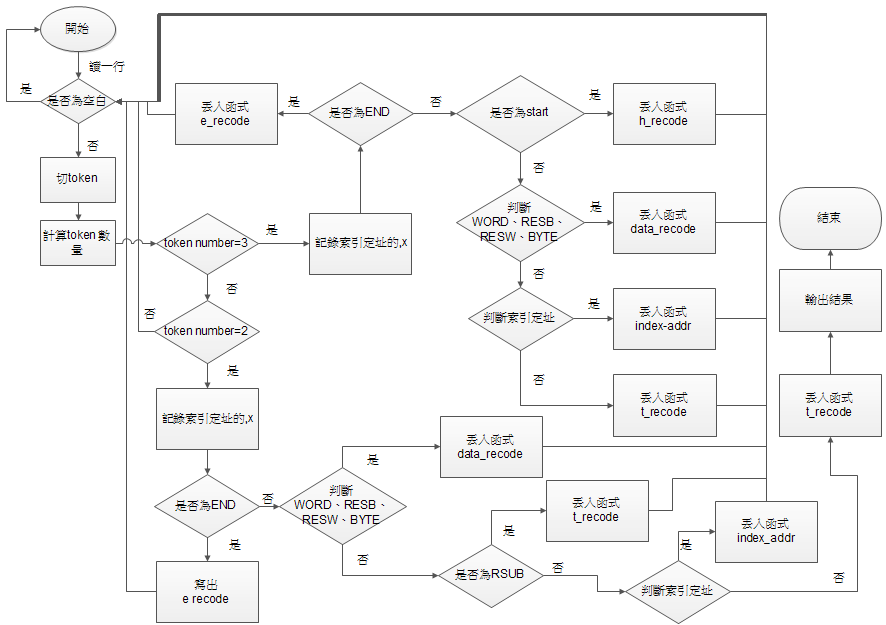 開始
讀一行
是
是否為空白
否
切token
計算token 數
量
丟入函式
e_recode
是
是否為END
否
是否為start
是
丟入函式
h_recode
否
判斷
WORD、RESB、
RESW、BYTE
是
丟入函式
data_recode
否
判斷索引定址
是
丟入函式
index-addr
否
丟入函式
t_recode
token number=3
是
記錄索引定址的,x
否
token number=2
否
是
記錄索引定址的,x
是否為END
否
是
寫出
e recode
判斷
WORD、RESB、
RESW、BYTE
是
丟入函式
data_recode
否
是否為RSUB
是
丟入函式
t_recode
否
判斷索引定址
是
丟入函式
index_addr
否
丟入函式
t_recode
輸出結果
結束